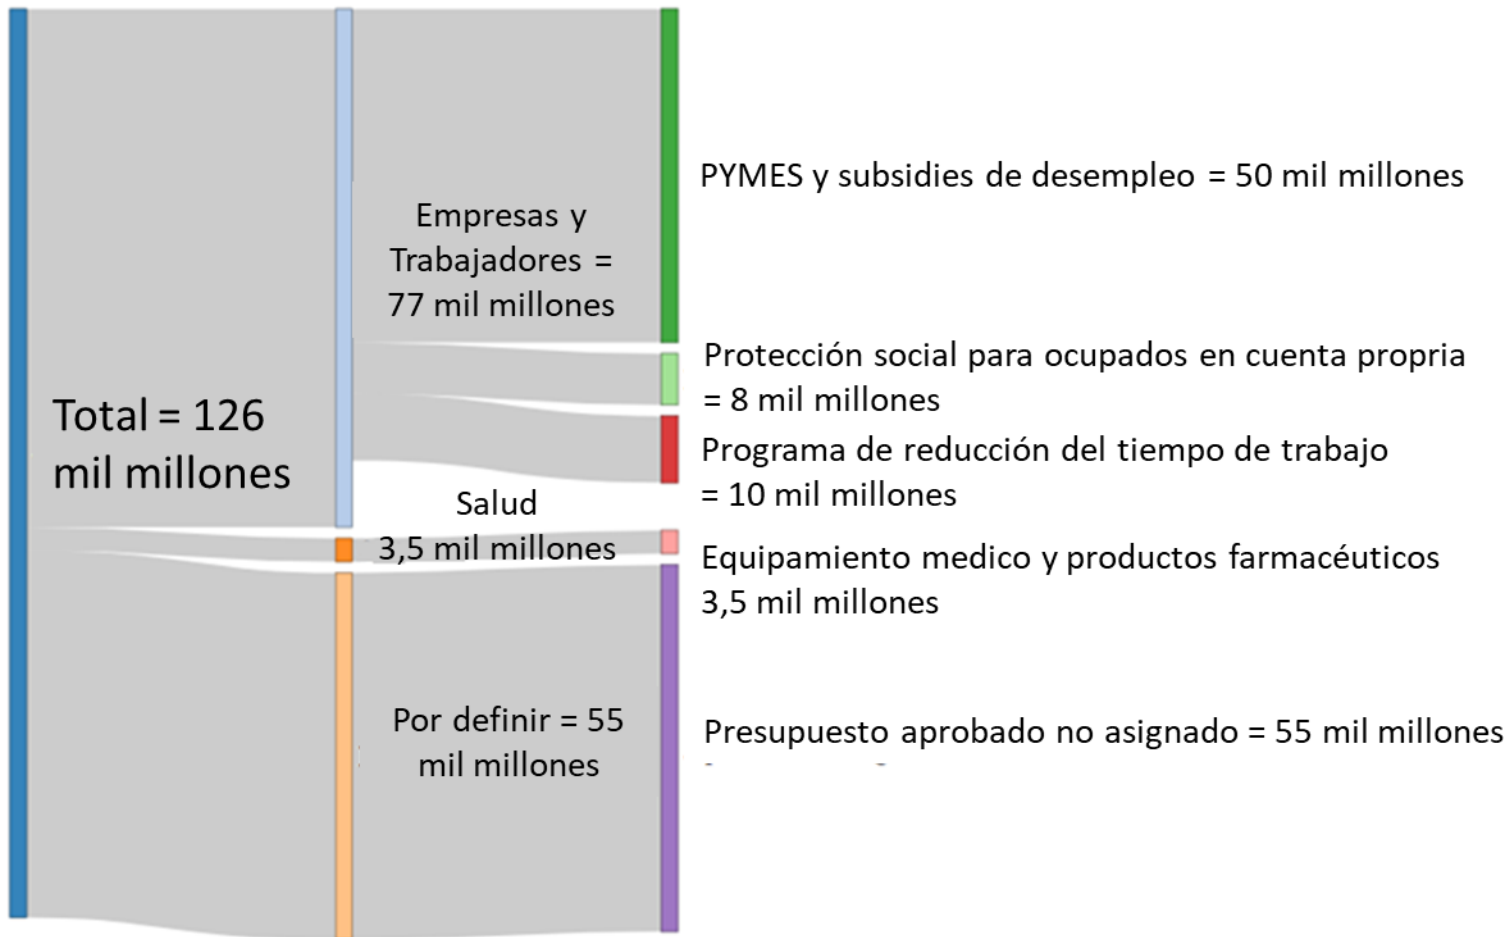 Total = 126
mil millones
Empresas y
Trabajadores =
77 mil millones
Salud
3,5 mil millones
Por definir = 55
mil millones
PYMES y subsidies de desempleo = 50 mil millones
Protección social para ocupados en cuenta propria
= 8 mil millones
Programa de reducción del tiempo de trabajo
= 10 mil millones
Equipamiento medico y productos farmacéuticos
3,5 mil millones
Presupuesto aprobado no asignado = 55 mil millones